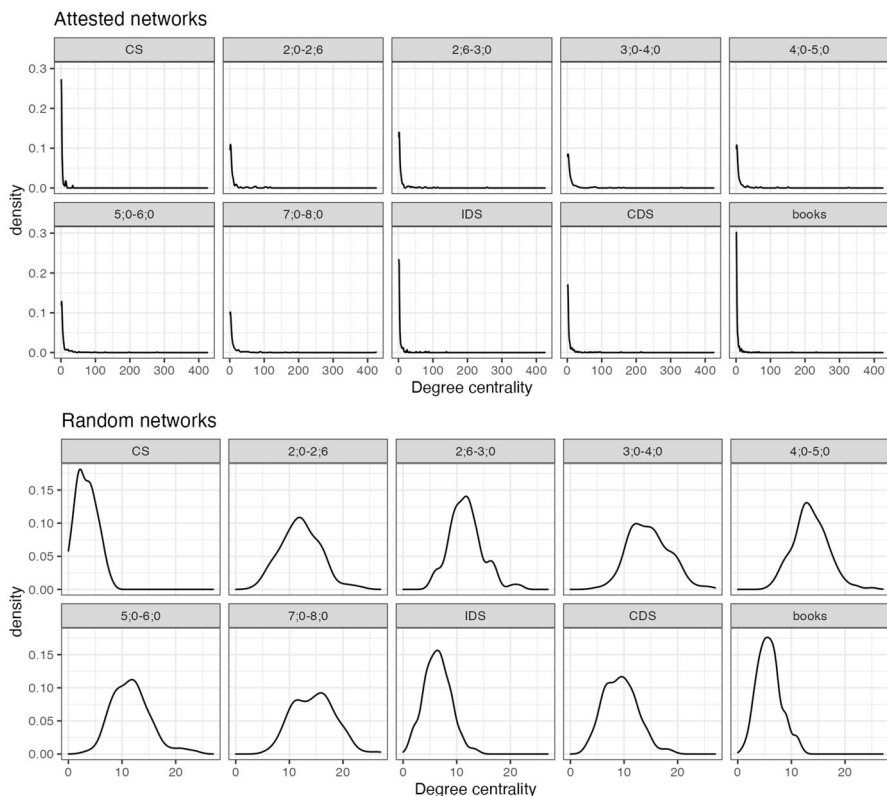 Attested networks
CS 2;0-2;6 2;6-3;0 3;0-4;0 4;0-5;0
0.3
0.2
0.1
0.0
density
5;0-6;0 7;0-8;0 IDS CDS books
0.3
0.2
0.1
0.0
0 100 200 300 400 0 100 200 300 400 0 100 200 300 400 0 100 200 300 400 0 100 200 300 400
Degree centrality
Random networks
CS 2;0-2;6 2;6-3;0 3;0-4;0 4;0-5;0
0.15
0.10
0.05
0.00
density
5;0-6;0 7;0-8;0 IDS CDS books
0.15
0.10
0.05
0.00
0 10 20 0 10 20 0 10 20 0 10 20 0 10 20
Degree centrality